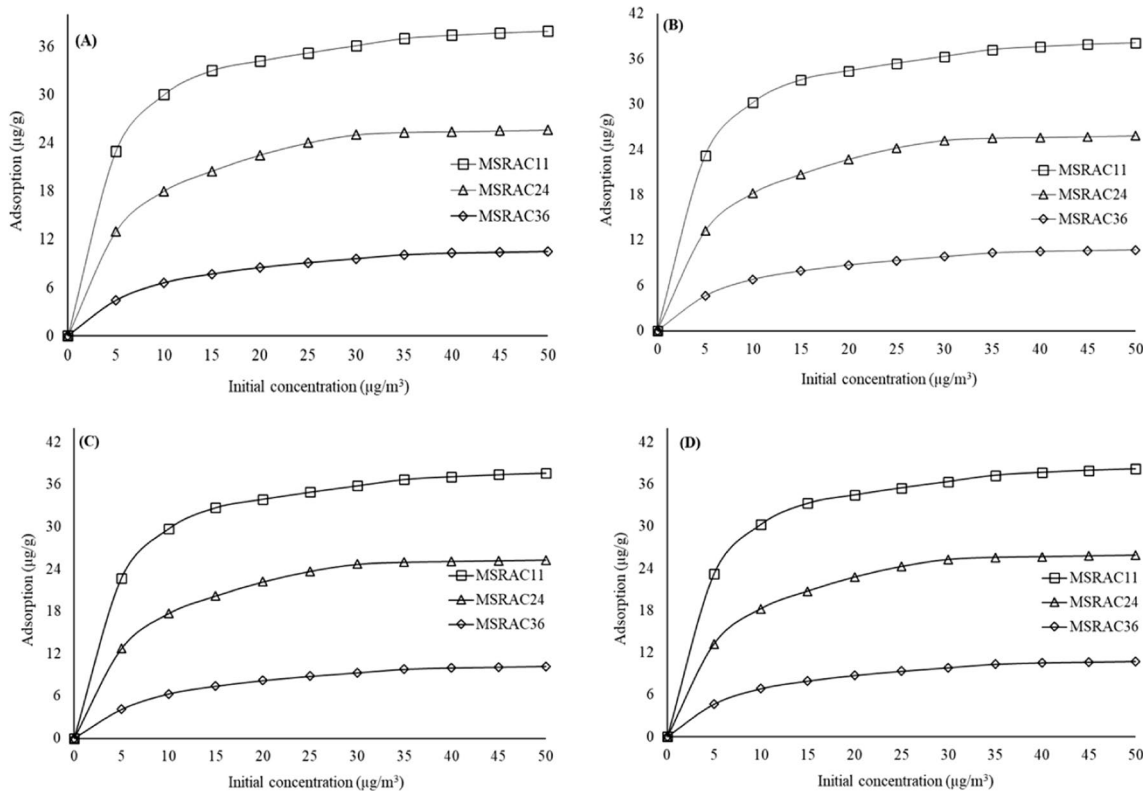 (A)
Adsorption (µg/g)
36
30
24
18
12
6
0
MSRAC11
MSRAC24
MSRAC36
0 5 10 15 20 25 30 35 40 45 50
Initial concentration (µg/m³)
(B)
Adsorption (µg/g)
42
36
30
24
18
12
6
0
MSRAC11
MSRAC24
MSRAC36
0 5 10 15 20 25 30 35 40 45 50
Initial concentration (µg/m³)
(C)
Adsorption (µg/g)
42
36
30
24
18
12
6
0
MSRAC11
MSRAC24
MSRAC36
0 5 10 15 20 25 30 35 40 45 50
Initial concentration (µg/m³)
(D)
Adsorption (µg/g)
42
36
30
24
18
12
6
0
MSRAC11
MSRAC24
MSRAC36
0 5 10 15 20 25 30 35 40 45 50
Initial concentration (µg/m³)